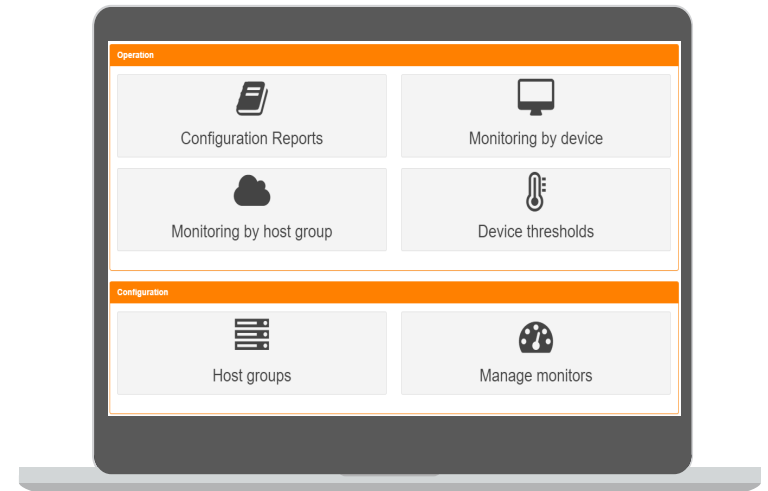 Operation
Configuration Reports
Monitoring by device
Monitoring by host group
Device thresholds
Configuration
Host groups
Manage monitors